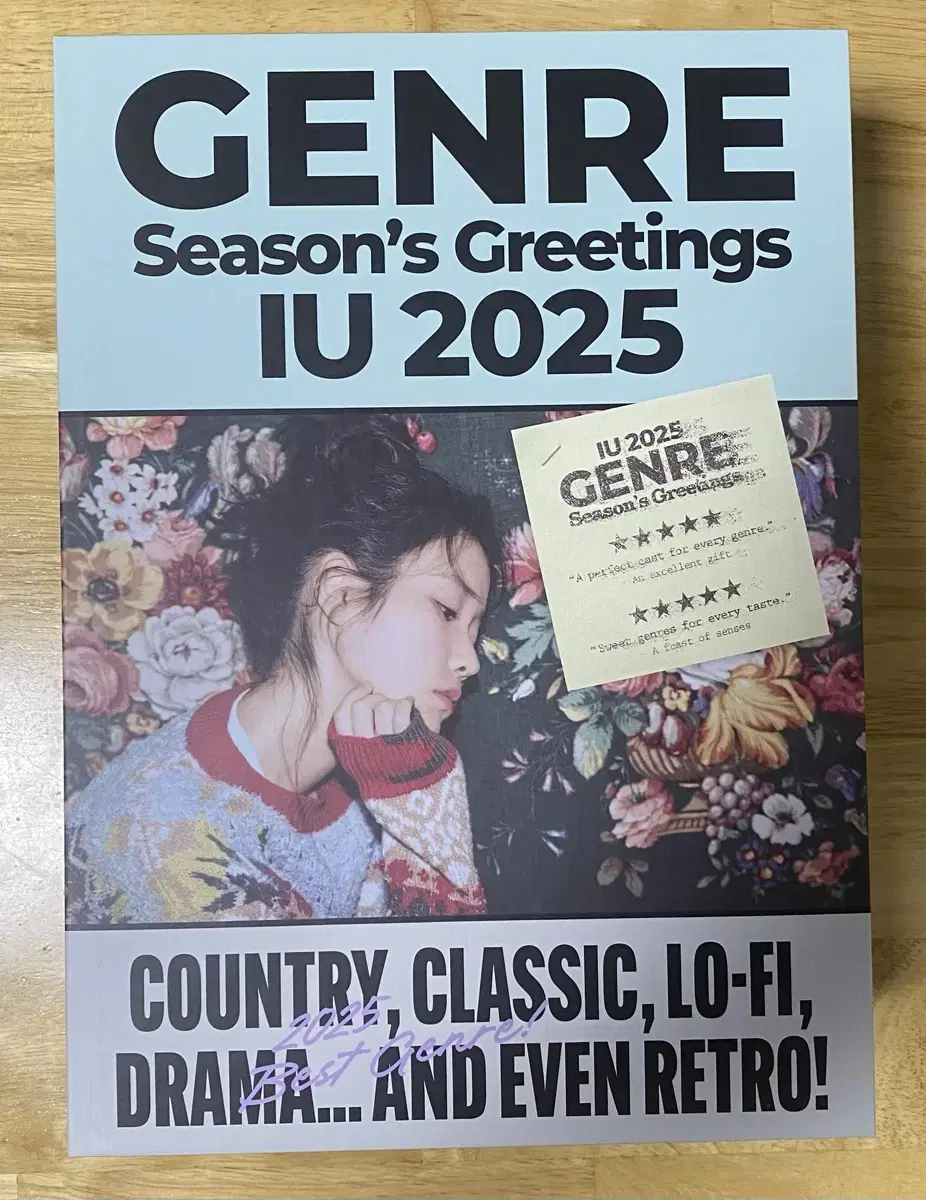 GENRE
Season's Greetings
IU 2025
IU 2025
GENRE
Season's Greetings
★★★★★
"A perfect cast for every genre."
An excellent gift
★★★★★
"Sweet genres for every taste."
A feast of senses
COUNTRY, CLASSIC, LO-FI,
2025
Best Genre!
DRAMA... AND EVEN RETRO!